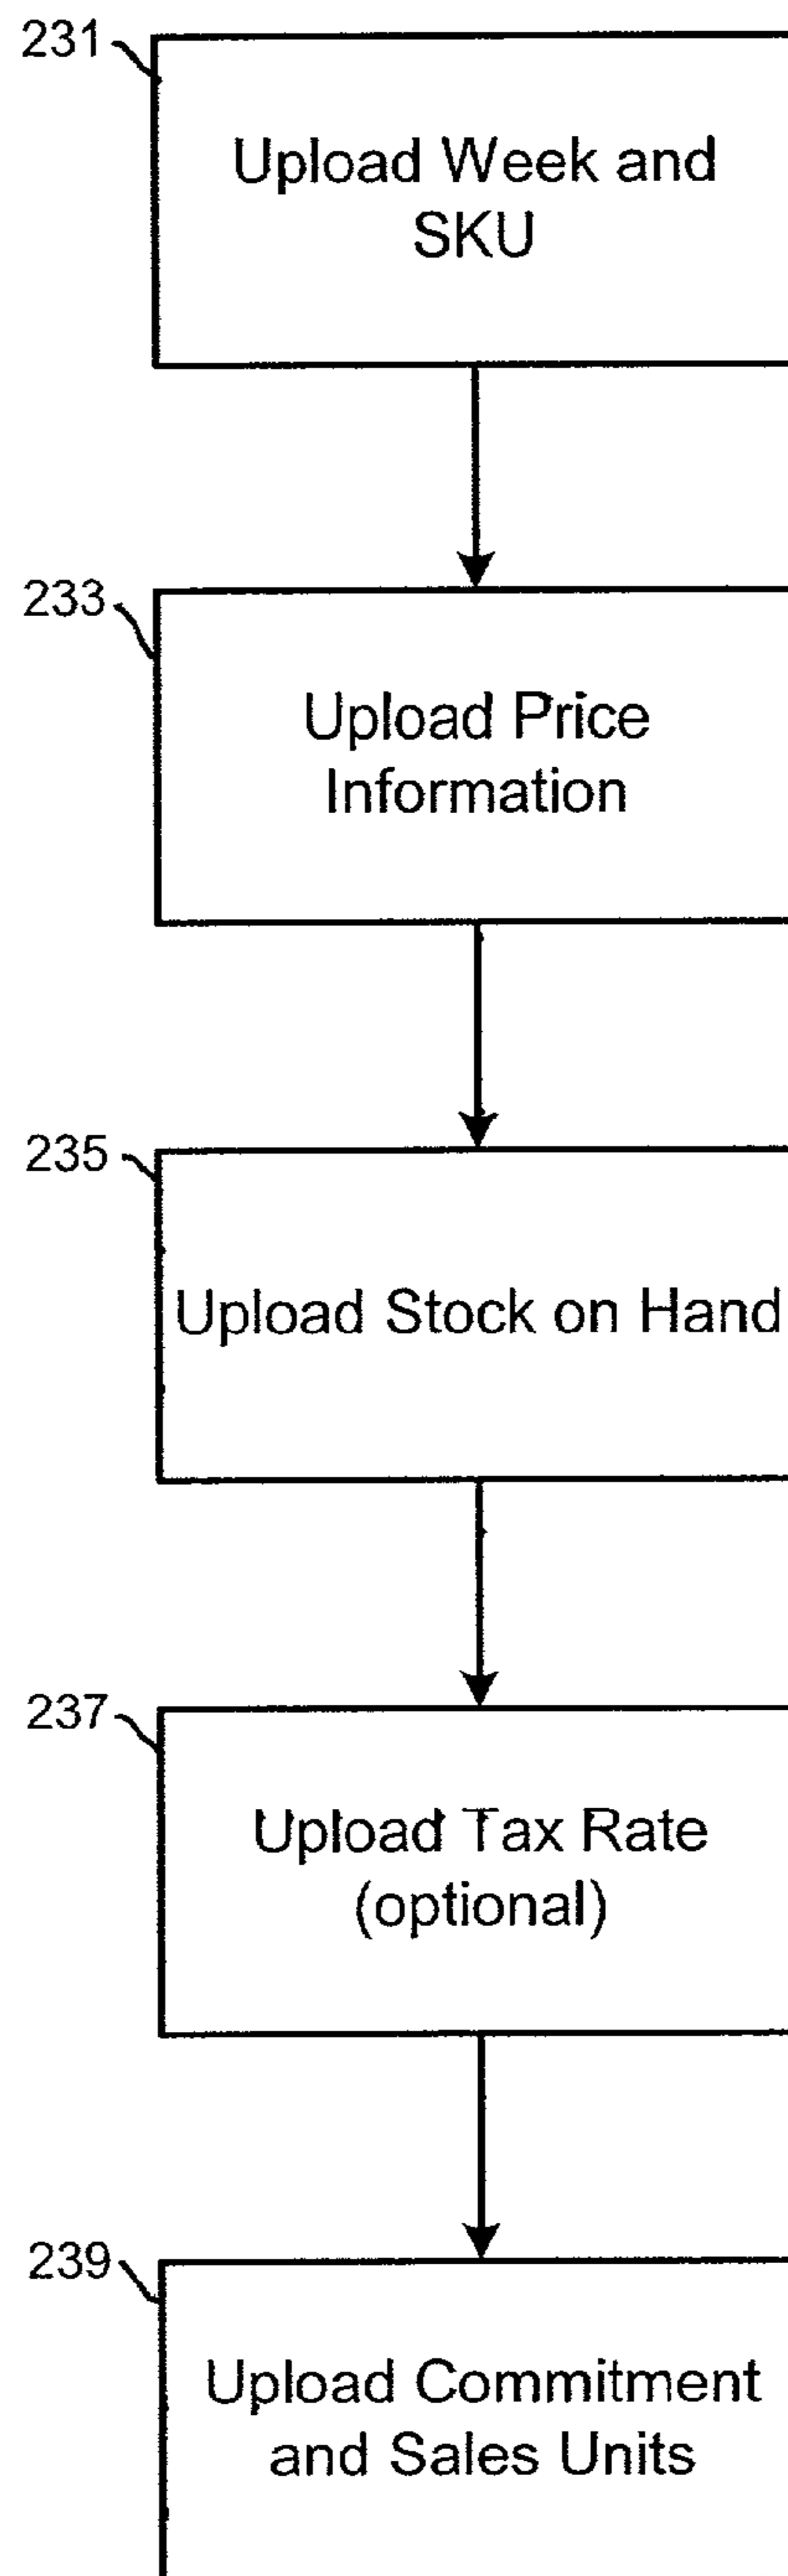 231
Upload Week and
SKU
233
Upload Price
Information
235
Upload Stock on Hand
237
Upload Tax Rate
(optional)
239
Upload Commitment
and Sales Units